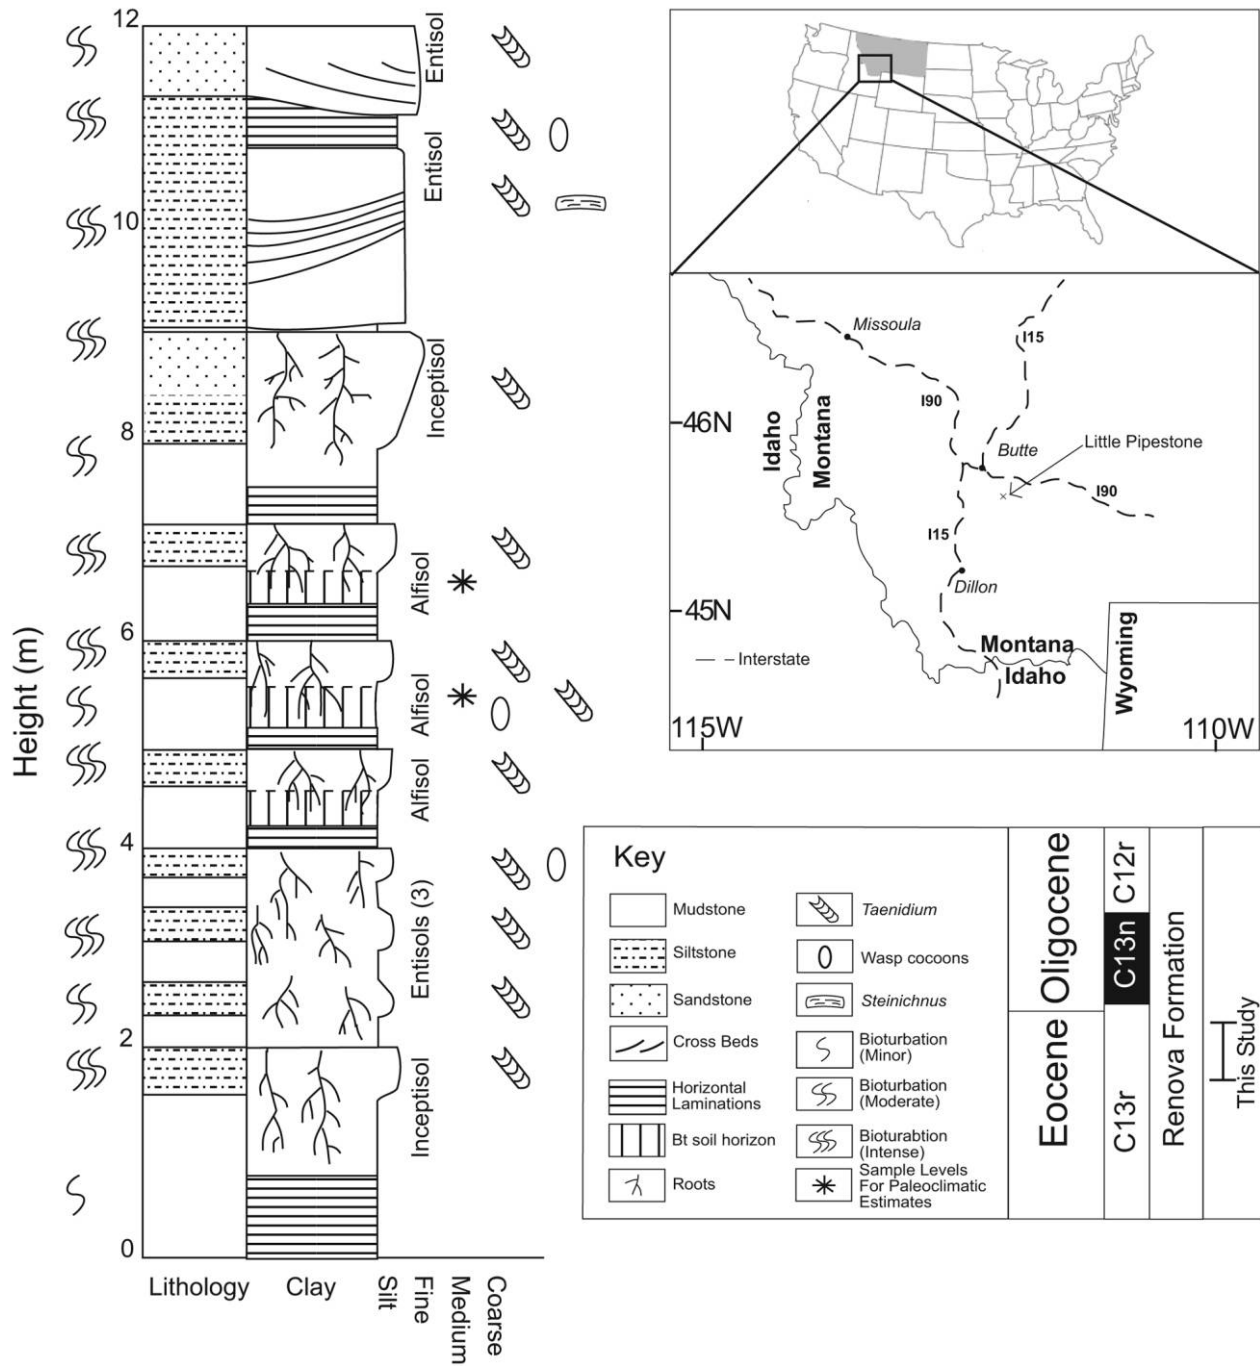 12
10
8
6
4
2
0
Height (m)
Entisol
Entisol
Inceptisol
Alfisol
Alfisol
Alfisol
Entisols (3)
Inceptisol
Lithology
Clay
Silt
Fine
Medium
Coarse
Missoula
I15
I90
46N
Idaho
Montana
Butte
Little Pipestone
I90
I15
Dillon
45N
Montana
Idaho
Interstate
Wyoming
115W
110W
Key
Mudstone
Siltstone
Sandstone
Cross Beds
Horizontal
Laminations
Bt soil horizon
Roots
Taenidium
Wasp cocoons
Steinichnus
Bioturbation
(Minor)
Bioturbation
(Moderate)
Bioturabtion
(Intense)
Sample Levels
For Paleoclimatic
Estimates
Eocene
Oligocene
C13r
C13n
C12r
Renova Formation
This Study